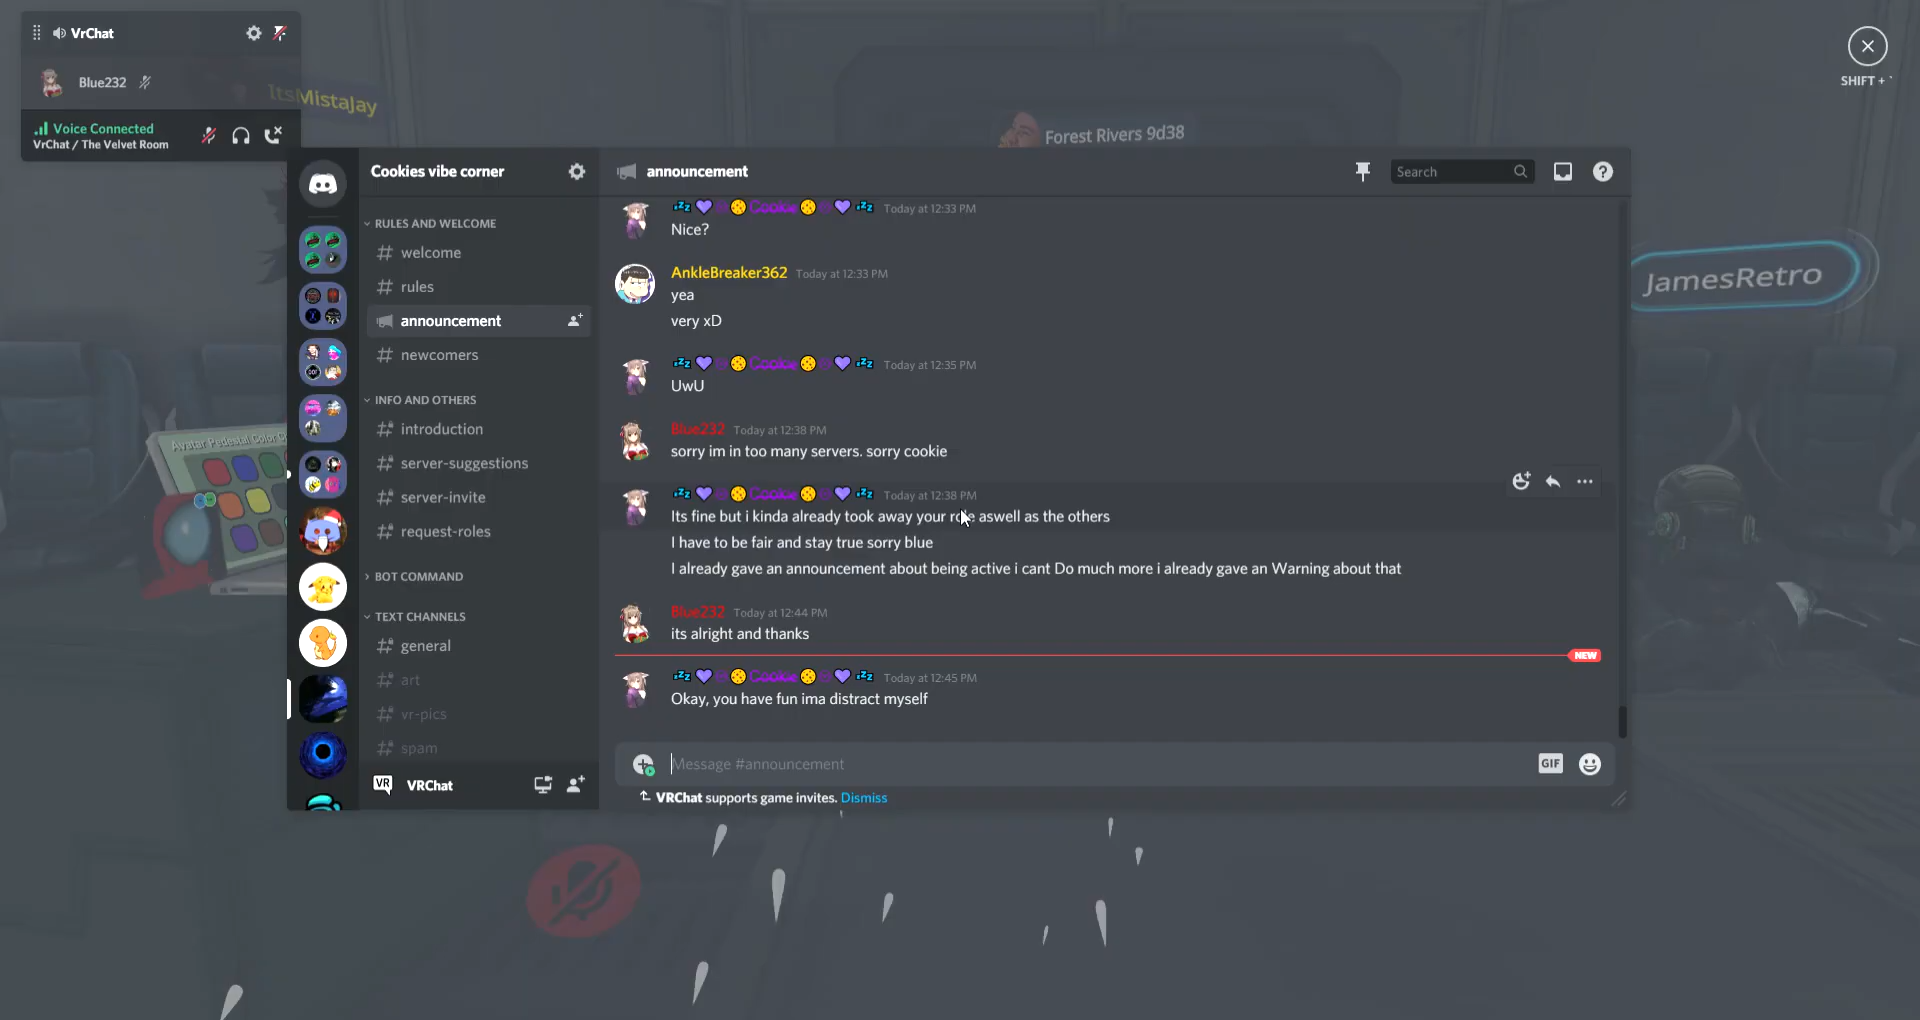 VrChat
Blue232
ItsMistaJay
Voice Connected
VrChat / The Velvet Room
SHIFT + `
Forest Rivers 9d38
JamesRetro
Avatar Pedestal Color C
Cookies vibe corner
RULES AND WELCOME
welcome
rules
announcement
newcomers
INFO AND OTHERS
introduction
server-suggestions
server-invite
request-roles
BOT COMMAND
TEXT CHANNELS
general
art
vr-pics
spam
VR VRChat
announcement
Search
Cookie Today at 12:33 PM
Nice?
AnkleBreaker362 Today at 12:33 PM
yea
very xD
Cookie Today at 12:35 PM
UwU
Blue232 Today at 12:38 PM
sorry im in too many servers. sorry cookie
Cookie Today at 12:38 PM
Its fine but i kinda already took away your role aswell as the others
I have to be fair and stay true sorry blue
I already gave an announcement about being active i cant Do much more i already gave an Warning about that
Blue232 Today at 12:44 PM
its alright and thanks
NEW
Cookie Today at 12:45 PM
Okay, you have fun ima distract myself
Message #announcement
GIF
VRChat supports game invites. Dismiss